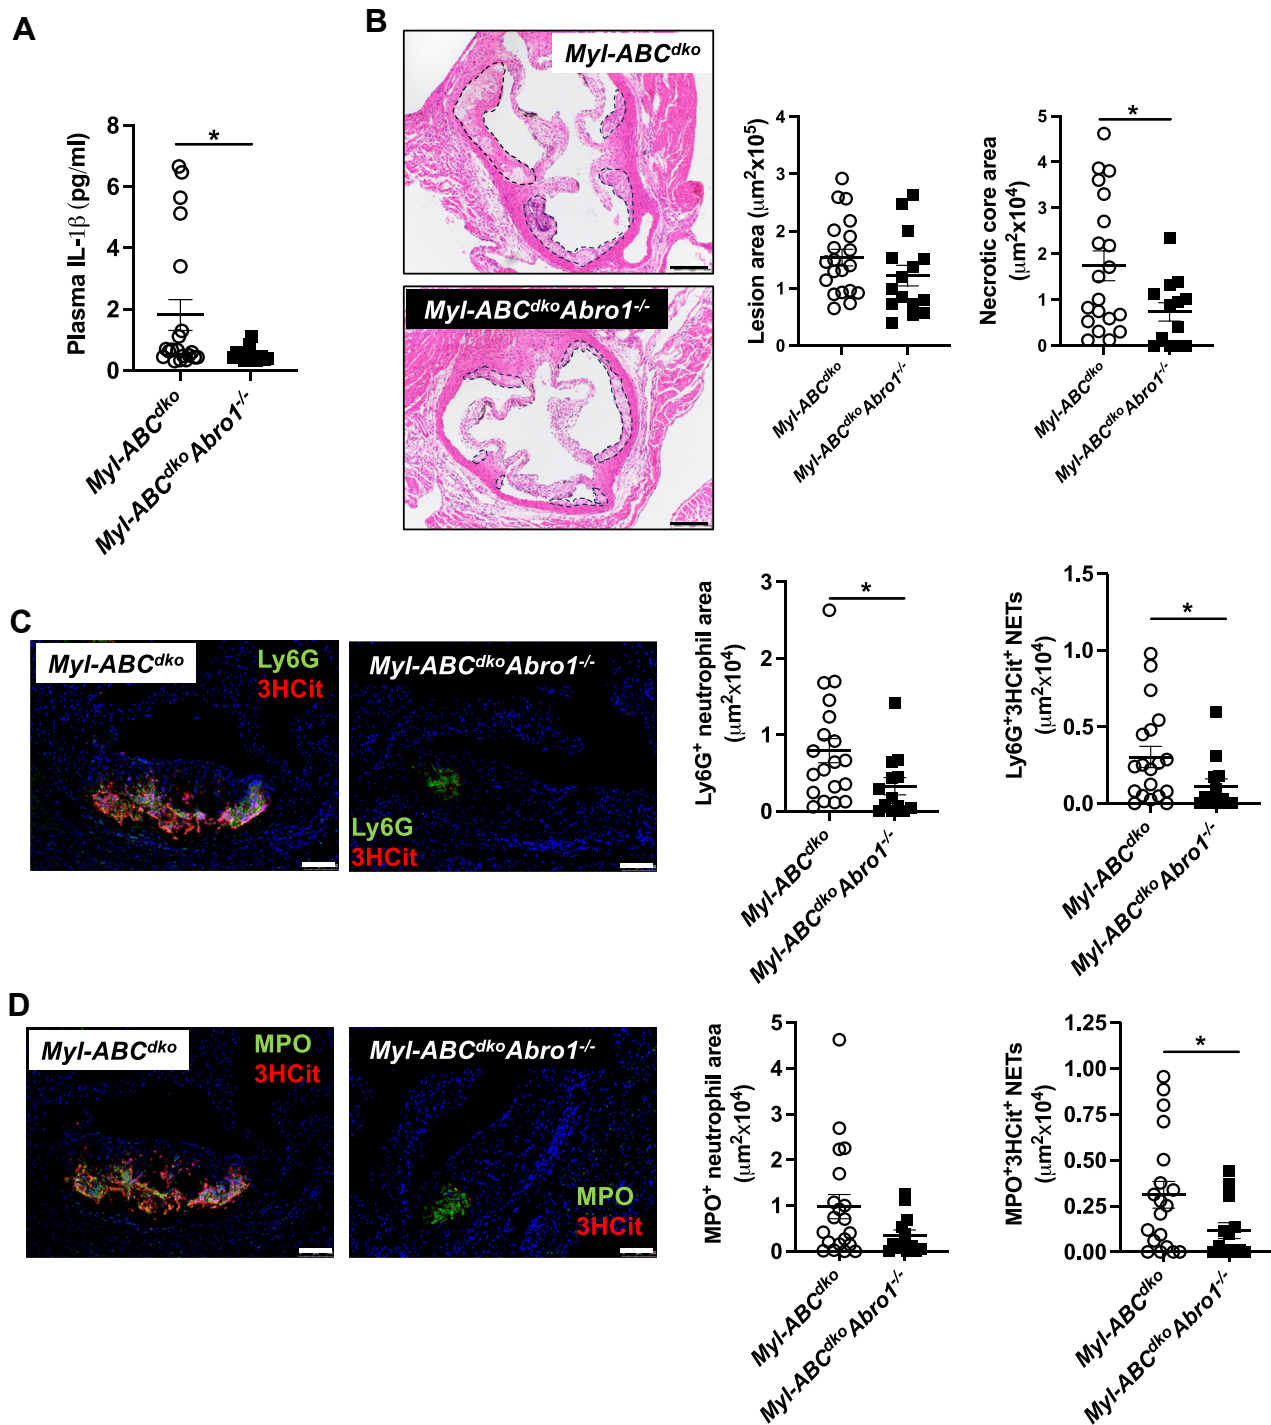 A
Plasma IL-1β (pg/ml)
8
6
4
2
0
*
Myl-ABCdko
Myl-ABCdko Abro1-/-
B
Myl-ABCdko
Myl-ABCdko Abro1-/-
Lesion area (μm2x105)
4
3
2
1
0
Myl-ABCdko
Myl-ABCdko Abro1-/-
Necrotic core area
(μm2x104)
5
4
3
2
1
0
*
Myl-ABCdko
Myl-ABCdko Abro1-/-
C
Myl-ABCdko
Ly6G
3HCit
Myl-ABCdko Abro1-/-
Ly6G
3HCit
Ly6G+ neutrophil area
(μm2x104)
3
2
1
0
*
Myl-ABCdko
Myl-ABCdko Abro1-/-
Ly6G+3HCit+ NETs
(μm2x104)
1.5
1.0
0.5
0.0
*
Myl-ABCdko
Myl-ABCdko Abro1-/-
D
Myl-ABCdko
MPO
3HCit
Myl-ABCdko Abro1-/-
MPO
3HCit
MPO+ neutrophil area
(μm2x104)
5
4
3
2
1
0
Myl-ABCdko
Myl-ABCdko Abro1-/-
MPO+3HCit+ NETs
(μm2x104)
1.25
1.00
0.75
0.50
0.25
0.00
*
Myl-ABCdko
Myl-ABCdko Abro1-/-